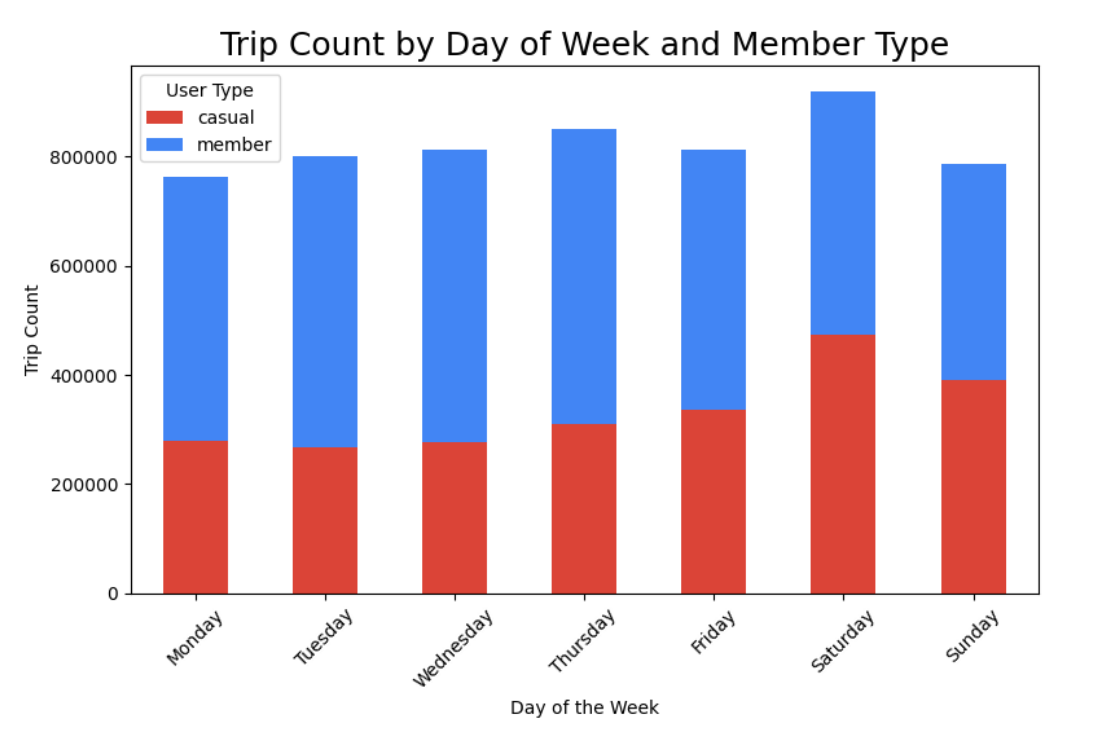 Trip Count by Day of Week and Member Type
User Type
casual
member
800000
600000
400000
200000
0
Trip Count
Monday
Tuesday
Wednesday
Thursday
Friday
Saturday
Sunday
Day of the Week